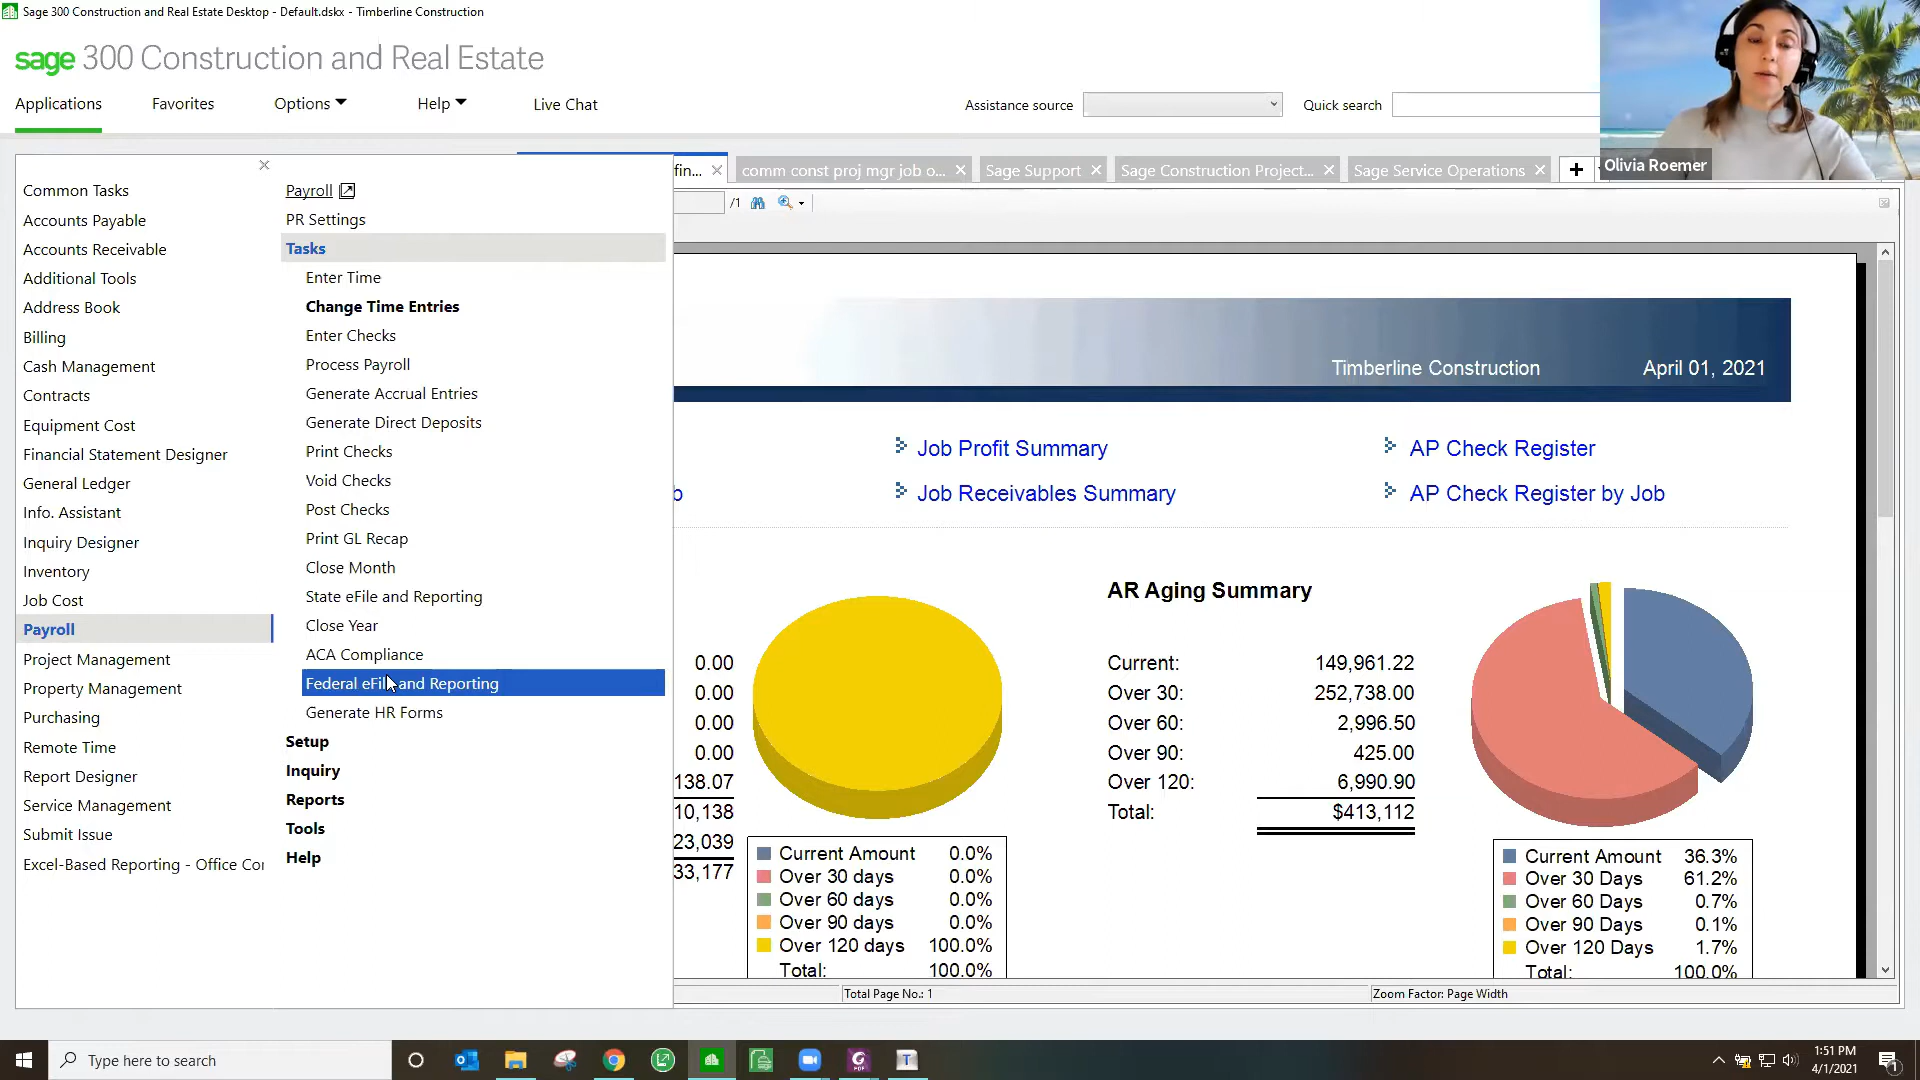 Sage 300 Construction and Real Estate Desktop - Default.dskx - Timberline Construction
sage 300 Construction and Real Estate
Applications Favorites Options Help Live Chat Assistance source Quick search
Olivia Roemer
fin... comm const proj mgr job o... Sage Support Sage Construction Project... Sage Service Operations
/1
Common Tasks
Accounts Payable
Accounts Receivable
Additional Tools
Address Book
Billing
Cash Management
Contracts
Equipment Cost
Financial Statement Designer
General Ledger
Info. Assistant
Inquiry Designer
Inventory
Job Cost
Payroll
Project Management
Property Management
Purchasing
Remote Time
Report Designer
Service Management
Submit Issue
Excel-Based Reporting - Office Cor
Payroll
PR Settings
Tasks
Enter Time
Change Time Entries
Enter Checks
Process Payroll
Generate Accrual Entries
Generate Direct Deposits
Print Checks
Void Checks
Post Checks
Print GL Recap
Close Month
State eFile and Reporting
Close Year
ACA Compliance
Federal eFile and Reporting
Generate HR Forms
Setup
Inquiry
Reports
Tools
Help
Timberline Construction April 01, 2021
Job Profit Summary AP Check Register
b Job Receivables Summary AP Check Register by Job
0.00
0.00
0.00
0.00
138.07
10,138
23,039
33,177
Current Amount 0.0%
Over 30 days 0.0%
Over 60 days 0.0%
Over 90 days 0.0%
Over 120 days 100.0%
Total: 100.0%
AR Aging Summary
Current: 149,961.22
Over 30: 252,738.00
Over 60: 2,996.50
Over 90: 425.00
Over 120: 6,990.90
Total: $413,112
Current Amount 36.3%
Over 30 Days 61.2%
Over 60 Days 0.7%
Over 90 Days 0.1%
Over 120 Days 1.7%
Total: 100.0%
Total Page No.: 1 Zoom Factor: Page Width
Type here to search
T
1:51 PM
4/1/2021
1